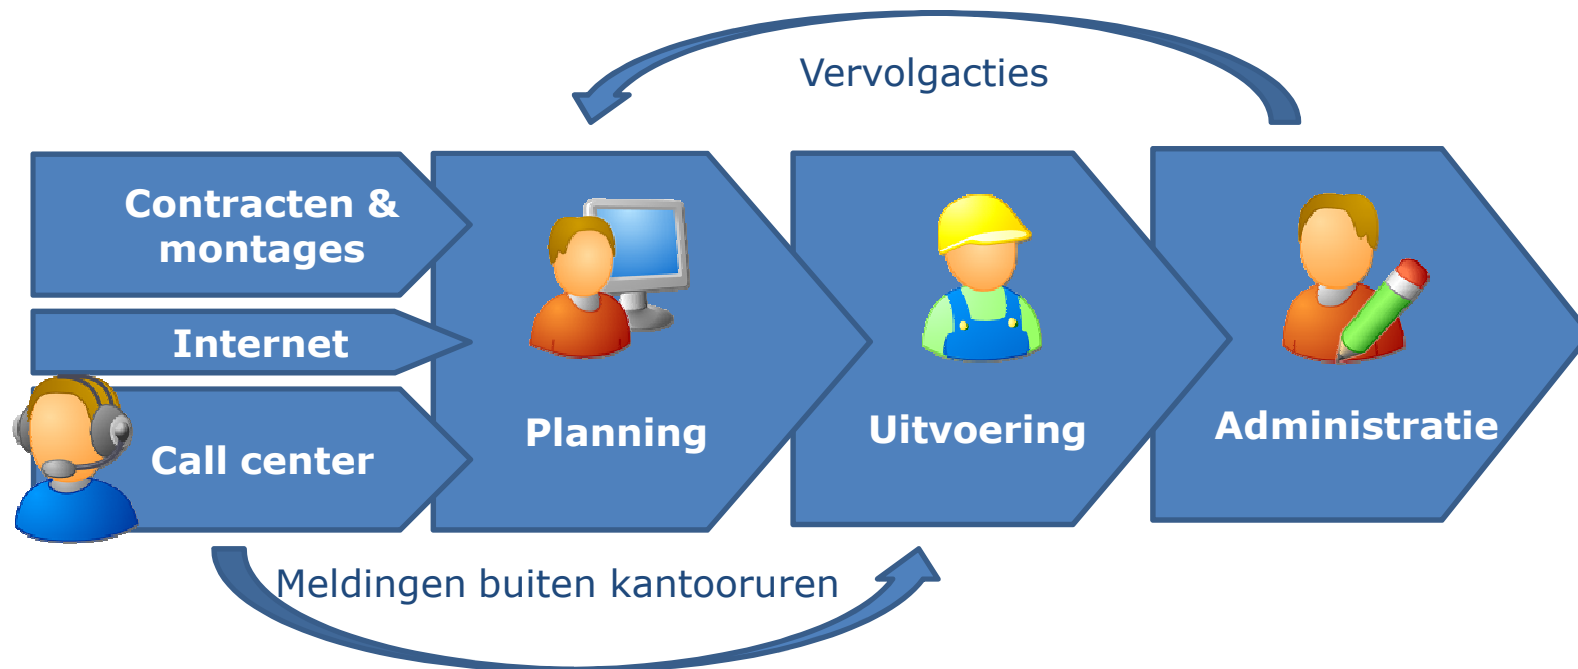 Vervolgacties
Contracten &
montages
Internet
Call center
Planning
Uitvoering
Administratie
Meldingen buiten kantooruren